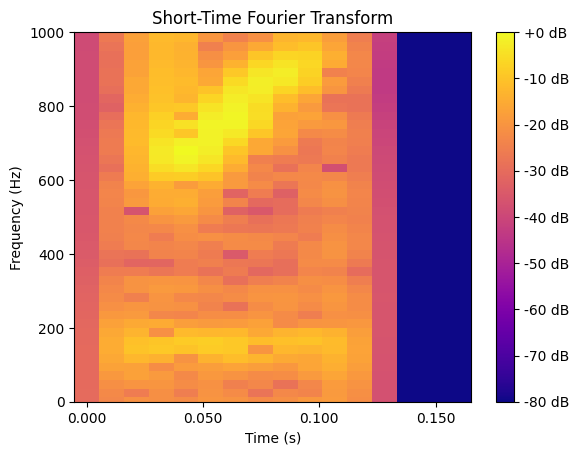 Short-Time Fourier Transform
1000
800
600
400
200
0
Frequency (Hz)
0.000
0.050
0.100
0.150
Time (s)
+0 dB
-10 dB
-20 dB
-30 dB
-40 dB
-50 dB
-60 dB
-70 dB
-80 dB